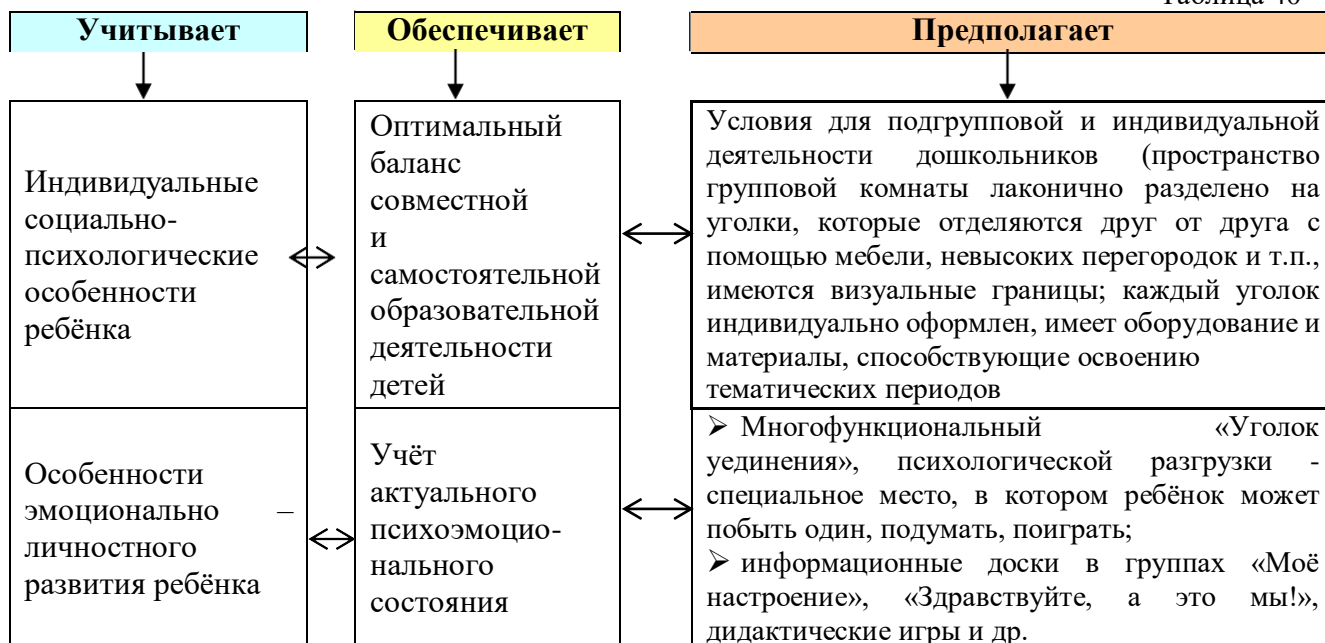 Учитывает
Обеспечивает
Предполагает
Индивидуальные
социально-
психологические
особенности
ребёнка
Оптимальный
баланс
совместной
и
самостоятельной
образовательной
деятельности
детей
Условия для подгрупповой и индивидуальной
деятельности дошкольников (пространство
групповой комнаты лаконично разделено на
уголки, которые отделяются друг от друга с
помощью мебели, невысоких перегородок и т.п.,
имеются визуальные границы; каждый уголок
индивидуально оформлен, имеет оборудование и
материалы, способствующие освоению
тематических периодов
Особенности
эмоционально –
личностного
развития ребёнка
Учёт
актуального
психоэмоцио-
нального
состояния
➢ Многофункциональный «Уголок
уединения», психологической разгрузки -
специальное место, в котором ребёнок может
побыть один, подумать, поиграть;
➢ информационные доски в группах «Моё
настроение», «Здравствуйте, а это мы!»,
дидактические игры и др.